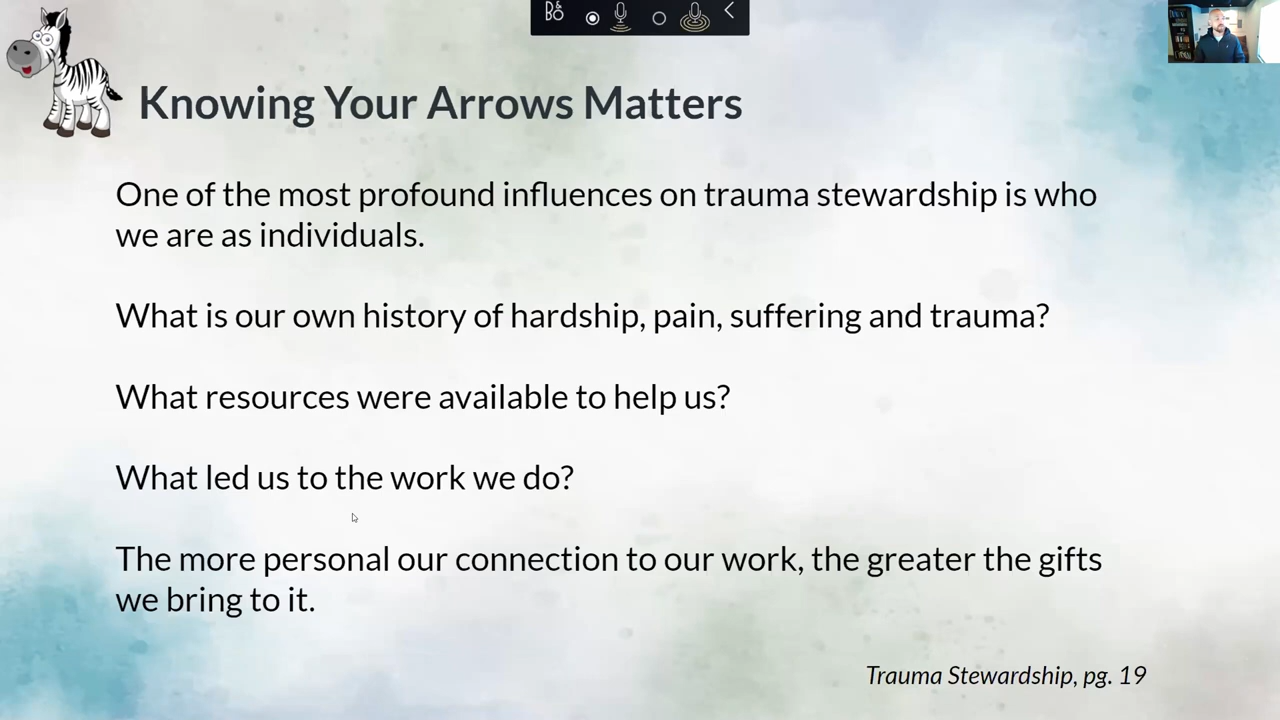 B&O
Knowing Your Arrows Matters
One of the most profound influences on trauma stewardship is who
we are as individuals.
What is our own history of hardship, pain, suffering and trauma?
What resources were available to help us?
What led us to the work we do?
The more personal our connection to our work, the greater the gifts
we bring to it.
Trauma Stewardship, pg. 19